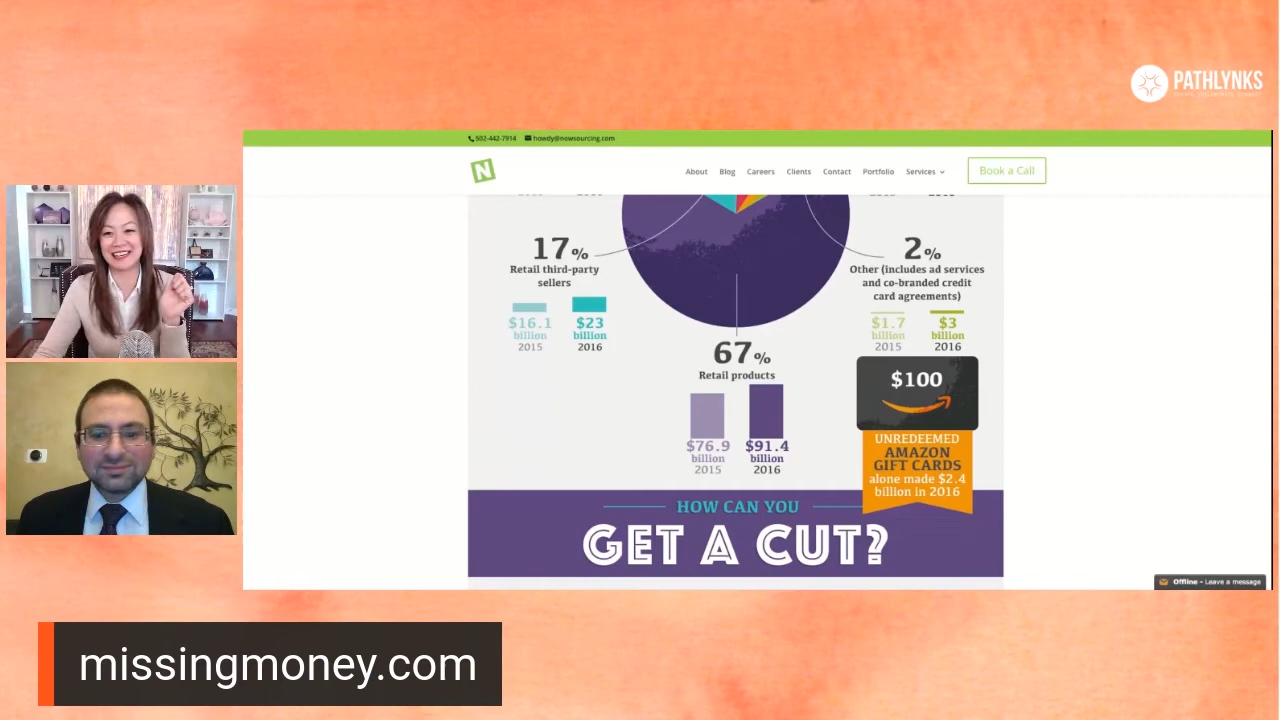 PATHLYNKS
502-442-7914 howdy@nowsourcing.com
N
About Blog Careers Clients Contact Portfolio Services Book a Call
17%
Retail third-party
sellers
$16.1
billion
2015
$23
billion
2016
2%
Other (includes ad services
and co-branded credit
card agreements)
$1.7
billion
2015
$3
billion
2016
67%
Retail products
$76.9
billion
2015
$91.4
billion
2016
$100
UNREDEEMED
AMAZON
GIFT CARDS
alone made $2.4
billion in 2016
HOW CAN YOU
GET A CUT?
Offline - Leave a message
missingmoney.com